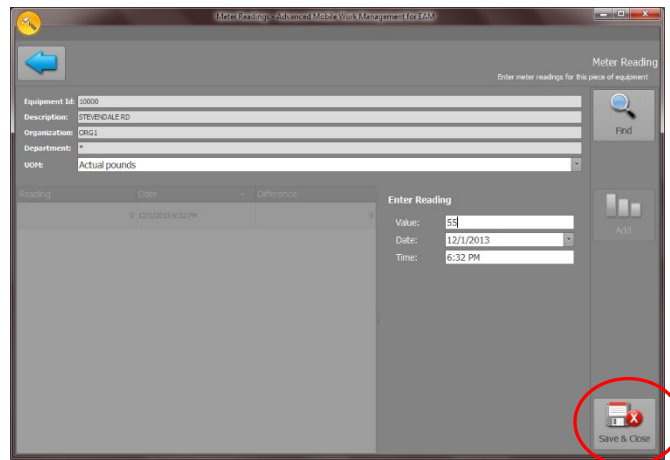 Meter Readings - Advanced Mobile Work Management for EAM
Meter Reading
Enter meter readings for this piece of equipment
Equipment Id: 10000
Description: STEVENDALE RD
Organization: ORG1
Department: *
UOM: Actual pounds
Find
Reading Date Difference
0 12/1/2013 6:32 PM 0
Enter Reading
Value: 55
Date: 12/1/2013
Time: 6:32 PM
Add
Save & Close